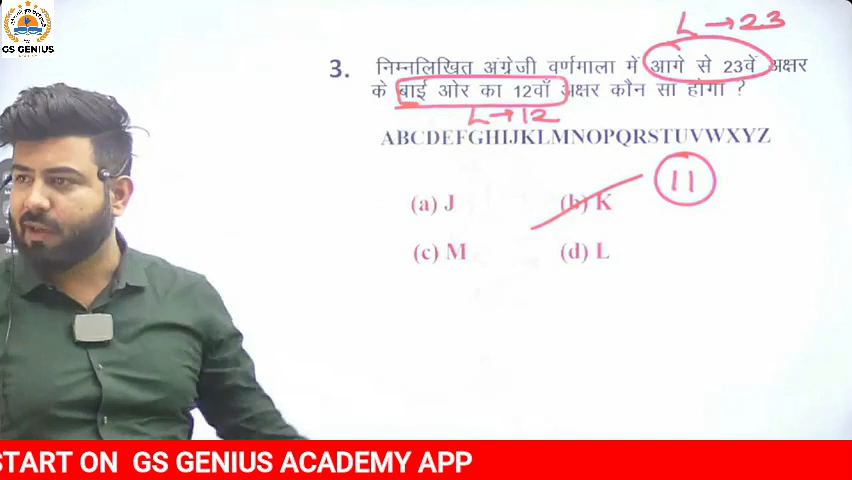 GS GENIUS
ACADEMY
L → 23
3. निम्नलिखित अंग्रेजी वर्णमाला में आगे से 23वें अक्षर
के बाई ओर का 12वाँ अक्षर कौन सा होगा ?
L → 12
ABCDEFGHIJKLMNOPQRSTUVWXYZ
11
(a) J (b) K
(c) M (d) L
START ON GS GENIUS ACADEMY APP